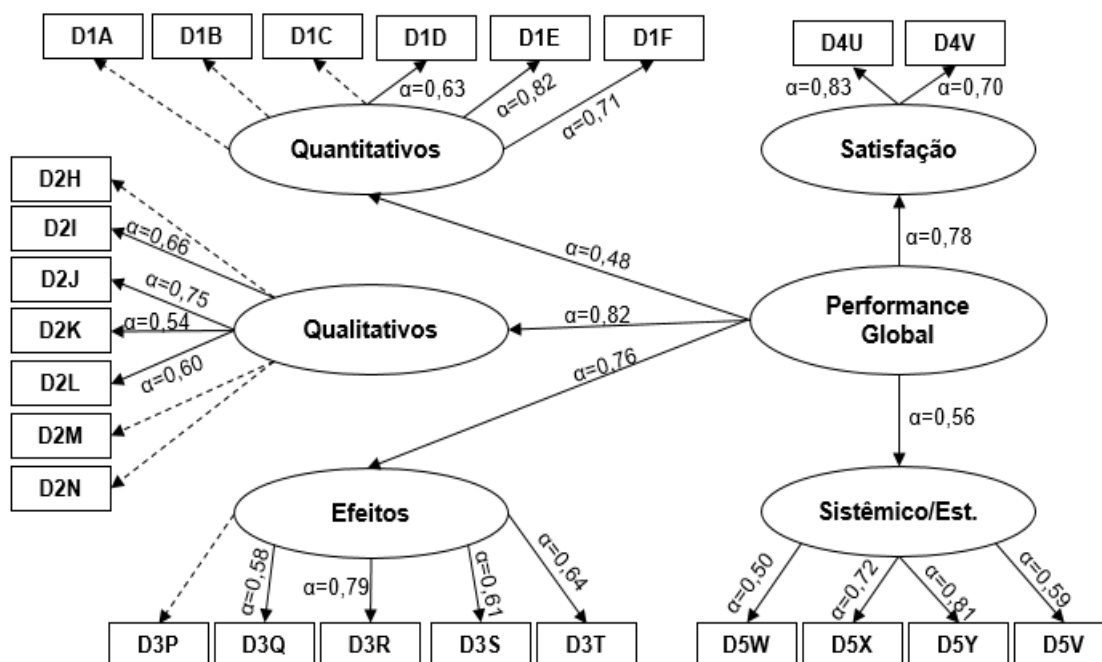 D1A
D1B
D1C
D1D
D1E
D1F
D4U
D4V
α=0,63
α=0,82
α=0,71
α=0,83
α=0,70
Quantitativos
Satisfação
D2H
D2I
D2J
D2K
D2L
D2M
D2N
α=0,66
α=0,75
α=0,54
α=0,60
Qualitativos
α=0,48
α=0,82
α=0,76
α=0,78
Performance
Global
α=0,56
Efeitos
Sistêmico/Est.
α=0,58
α=0,79
α=0,61
α=0,64
α=0,50
α=0,72
α=0,81
α=0,59
D3P
D3Q
D3R
D3S
D3T
D5W
D5X
D5Y
D5V